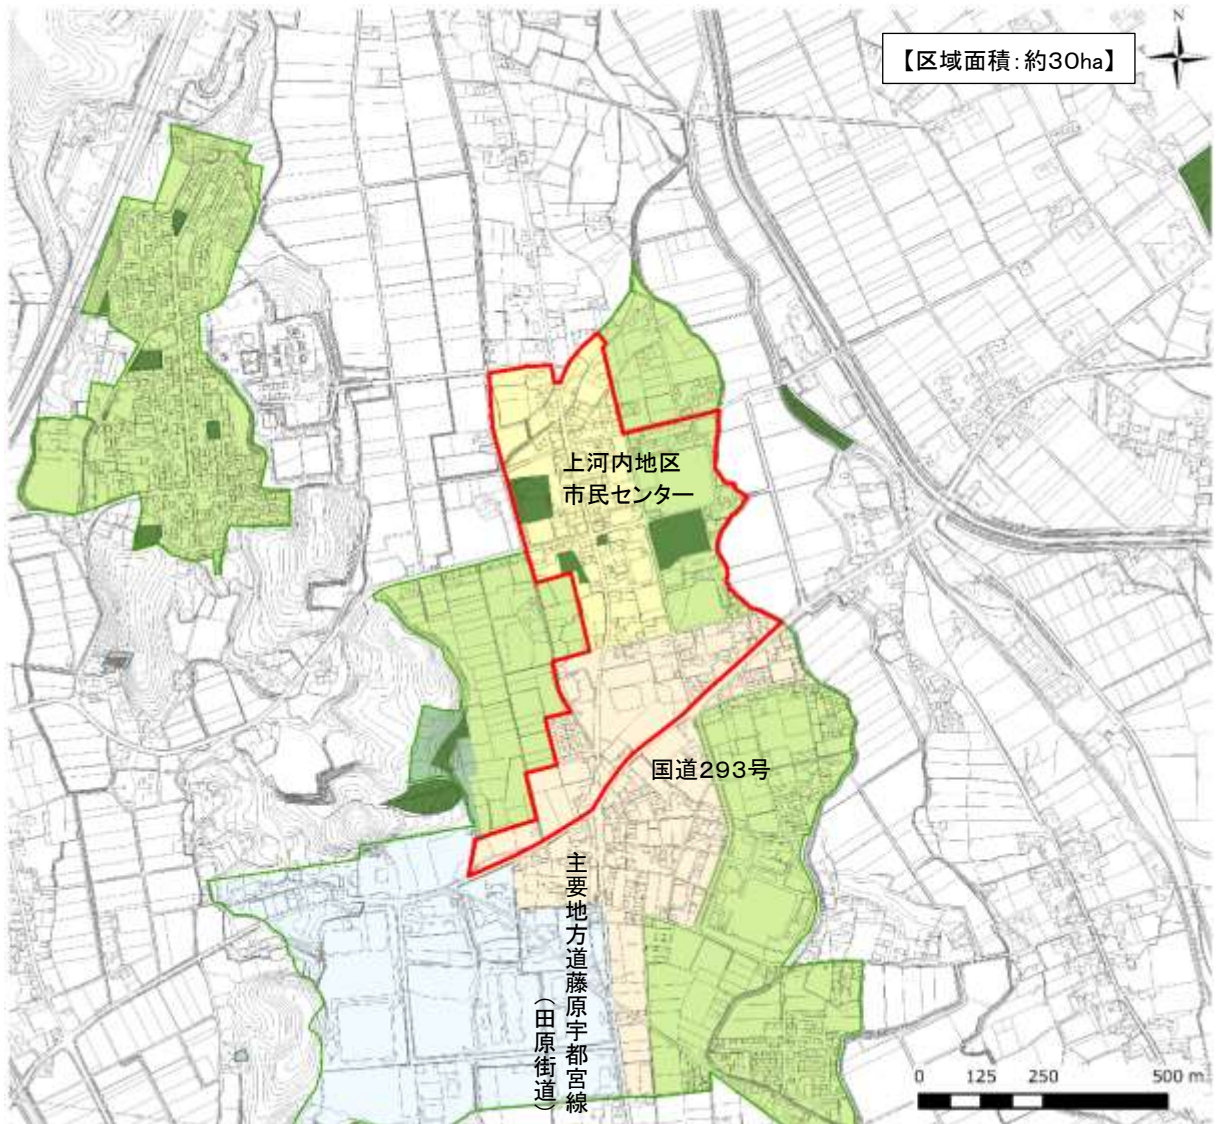 N
【区域面積：約30ha】
上河内地区
市民センター
国道293号
主要地方道藤原宇都宮線
（田原街道）
0 125 250 500 m